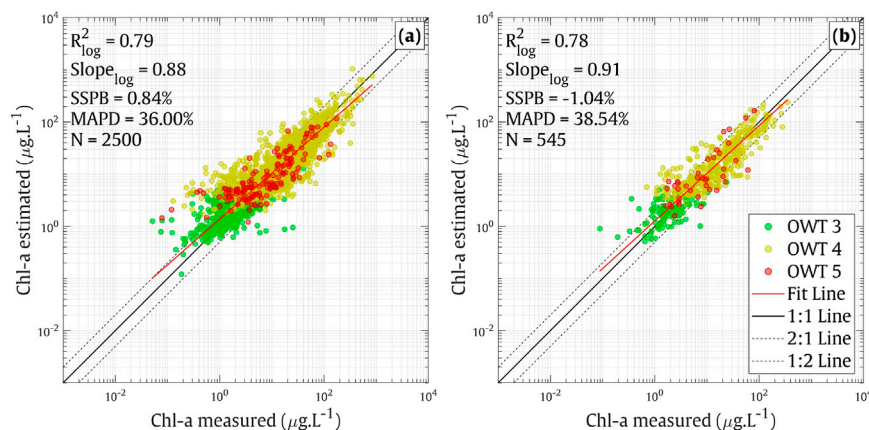 (a)
R²log = 0.79
Slopelog = 0.88
SSPB = 0.84%
MAPD = 36.00%
N = 2500
Chl-a estimated (µg.L⁻¹)
10⁴
10²
10⁰
10⁻²
10⁻² 10⁰ 10² 10⁴
Chl-a measured (µg.L⁻¹)
(b)
R²log = 0.78
Slopelog = 0.91
SSPB = -1.04%
MAPD = 38.54%
N = 545
Chl-a estimated (µg.L⁻¹)
10⁴
10²
10⁰
10⁻²
OWT 3
OWT 4
OWT 5
Fit Line
1:1 Line
2:1 Line
1:2 Line
10⁻² 10⁰ 10² 10⁴
Chl-a measured (µg.L⁻¹)